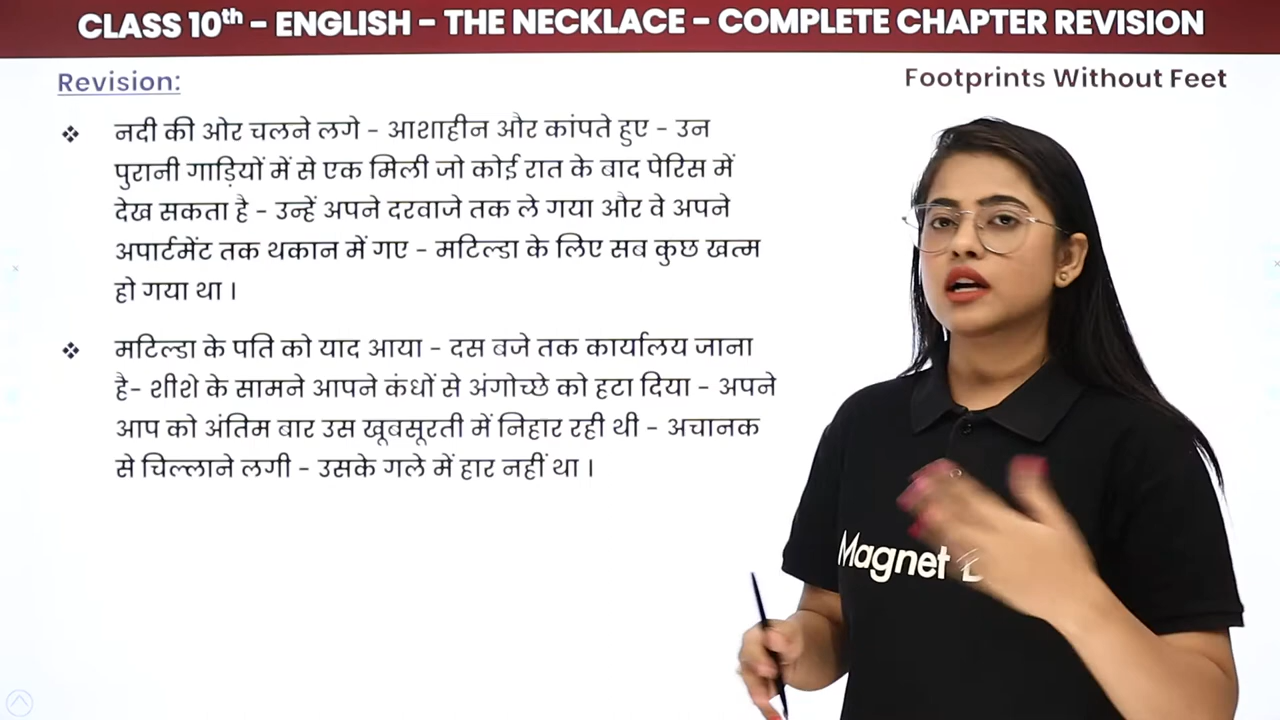 CLASS 10th – ENGLISH – THE NECKLACE – COMPLETE CHAPTER REVISION
Revision:
Footprints Without Feet
❖ नदी की ओर चलने लगे – आशाहीन और कांपते हुए – उन
पुरानी गाड़ियों में से एक मिली जो कोई रात के बाद पेरिस में
देख सकता है – उन्हें अपने दरवाजे तक ले गया और वे अपने
अपार्टमेंट तक थकान में गए – मटिल्डा के लिए सब कुछ खत्म
हो गया था ।
❖ मटिल्डा के पति को याद आया – दस बजे तक कार्यालय जाना
है– शीशे के सामने आपने कंधों से अंगोच्छे को हटा दिया – अपने
आप को अंतिम बार उस खूबसूरती में निहार रही थी – अचानक
से चिल्लाने लगी – उसके गले में हार नहीं था ।
Magnet